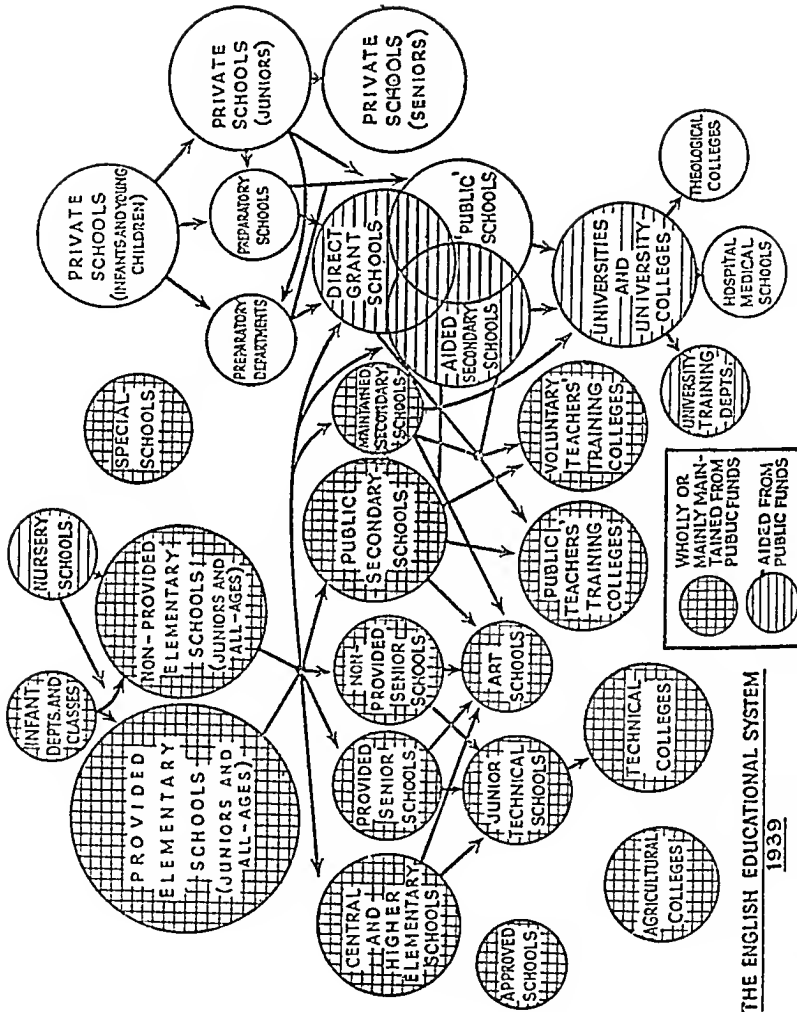 PRIVATE
SCHOOLS
(INFANTS AND YOUNG
CHILDREN)
PRIVATE
SCHOOLS
(JUNIORS)
PRIVATE
SCHOOLS
(SENIORS)
PREPARATORY
SCHOOLS
PREPARATORY
DEPARTMENTS
SPECIAL
SCHOOLS
NURSERY
SCHOOLS
INFANT
DEPTS. AND
CLASSES
NON-PROVIDED
ELEMENTARY
SCHOOLS
(JUNIORS AND
ALL-AGES)
PROVIDED
ELEMENTARY
SCHOOLS
(JUNIORS AND
ALL-AGES)
DIRECT
GRANT
SCHOOLS
'PUBLIC'
SCHOOLS
AIDED
SECONDARY
SCHOOLS
MAINTAINED
SECONDARY
SCHOOLS
PUBLIC
SECONDARY
SCHOOLS
NON-
PROVIDED
SENIOR
SCHOOLS
PROVIDED
SENIOR
SCHOOLS
CENTRAL
AND
HIGHER
ELEMENTARY
SCHOOLS
APPROVED
SCHOOLS
JUNIOR
TECHNICAL
SCHOOLS
ART
SCHOOLS
PUBLIC
TEACHERS'
TRAINING
COLLEGES
VOLUNTARY
TEACHERS'
TRAINING
COLLEGES
UNIVERSITIES
AND
UNIVERSITY
COLLEGES
THEOLOGICAL
COLLEGES
HOSPITAL
MEDICAL
SCHOOLS
UNIVERSITY
TRAINING
DEPTS.
TECHNICAL
COLLEGES
AGRICULTURAL
COLLEGES
WHOLLY OR
MAINLY MAIN-
TAINED FROM
PUBLIC FUNDS
AIDED FROM
PUBLIC FUNDS
THE ENGLISH EDUCATIONAL SYSTEM
1939